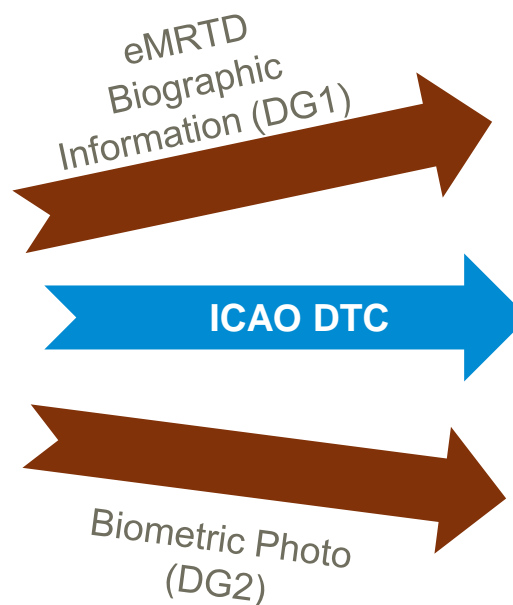 eMRTD
Biographic
Information (DG1)
ICAO DTC
Biometric Photo
(DG2)